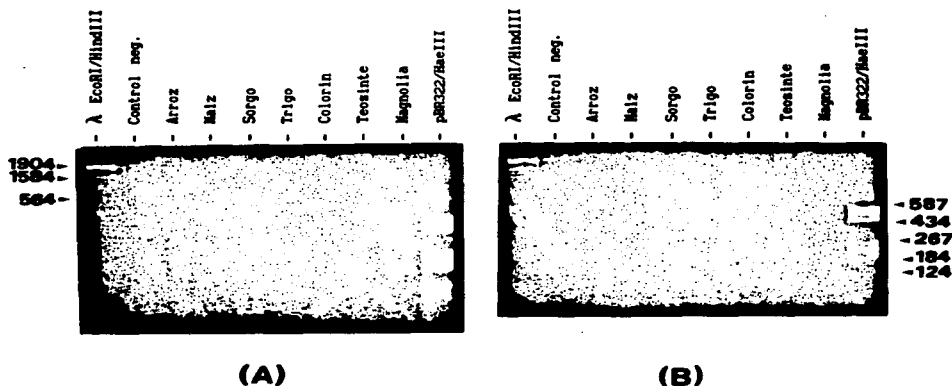 λ EcoRI/HindIII
Control neg.
Arroz
Maiz
Sorgo
Trigo
Colorin
Teosinte
Magnolia
pBR322/HaeIII
λ EcoRI/HindIII
Control neg.
Arroz
Maiz
Sorgo
Trigo
Colorin
Teosinte
Magnolia
pBR322/HaeIII
1904
1584
564
587
434
267
184
124
(A)
(B)